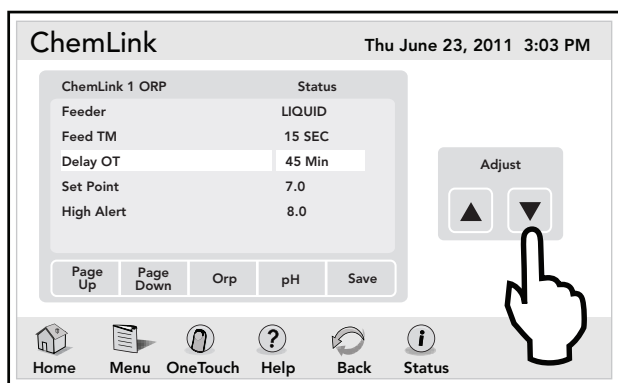 ChemLink
Thu June 23, 2011 3:03 PM
ChemLink 1 ORP Status
Feeder LIQUID
Feed TM 15 SEC
Delay OT 45 Min
Set Point 7.0
High Alert 8.0
Adjust
Page Up
Page Down
Orp
pH
Save
Home
Menu
OneTouch
? Help
Back
i Status